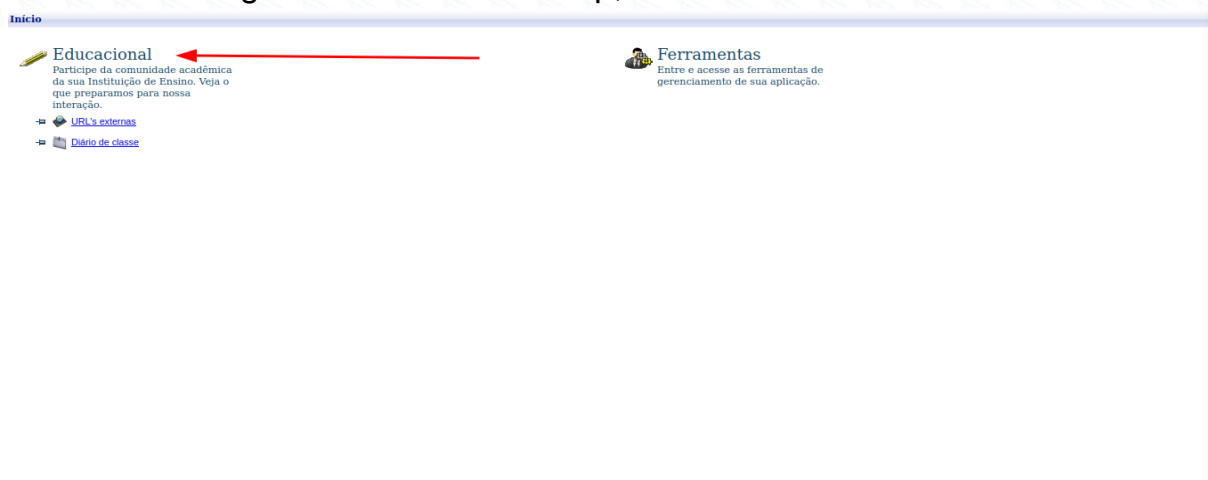 Início
Educacional
Participe da comunidade acadêmica
da sua Instituição de Ensino. Veja o
que preparamos para nossa
interação.
URL's externas
Diário de classe
Ferramentas
Entre e acesse as ferramentas de
gerenciamento de sua aplicação.